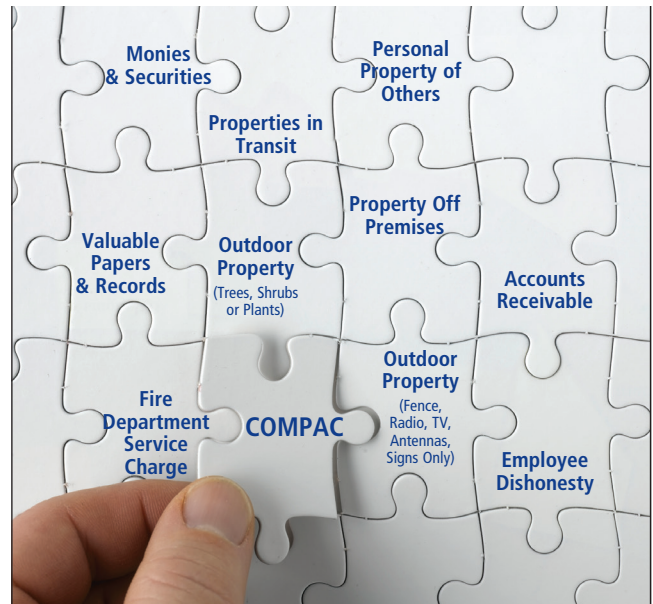 Monies
& Securities
Personal
Property of
Others
Properties in
Transit
Property Off
Premises
Valuable
Papers
& Records
Outdoor
Property
(Trees, Shrubs
or Plants)
Accounts
Receivable
Outdoor
Property
(Fence,
Radio, TV,
Antennas,
Signs Only)
Fire
Department
Service
Charge
COMPAC
Employee
Dishonesty